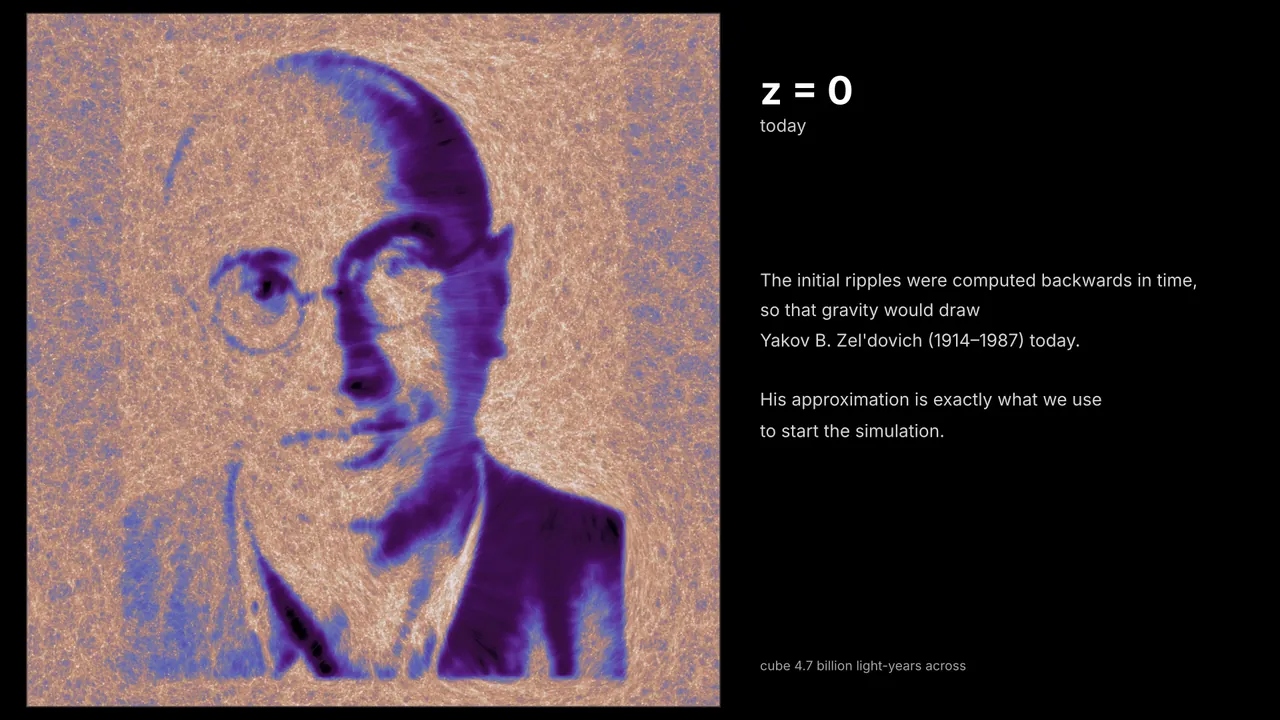 z = 0
today
The initial ripples were computed backwards in time,
so that gravity would draw
Yakov B. Zel'dovich (1914–1987) today.
His approximation is exactly what we use
to start the simulation.
cube 4.7 billion light-years across